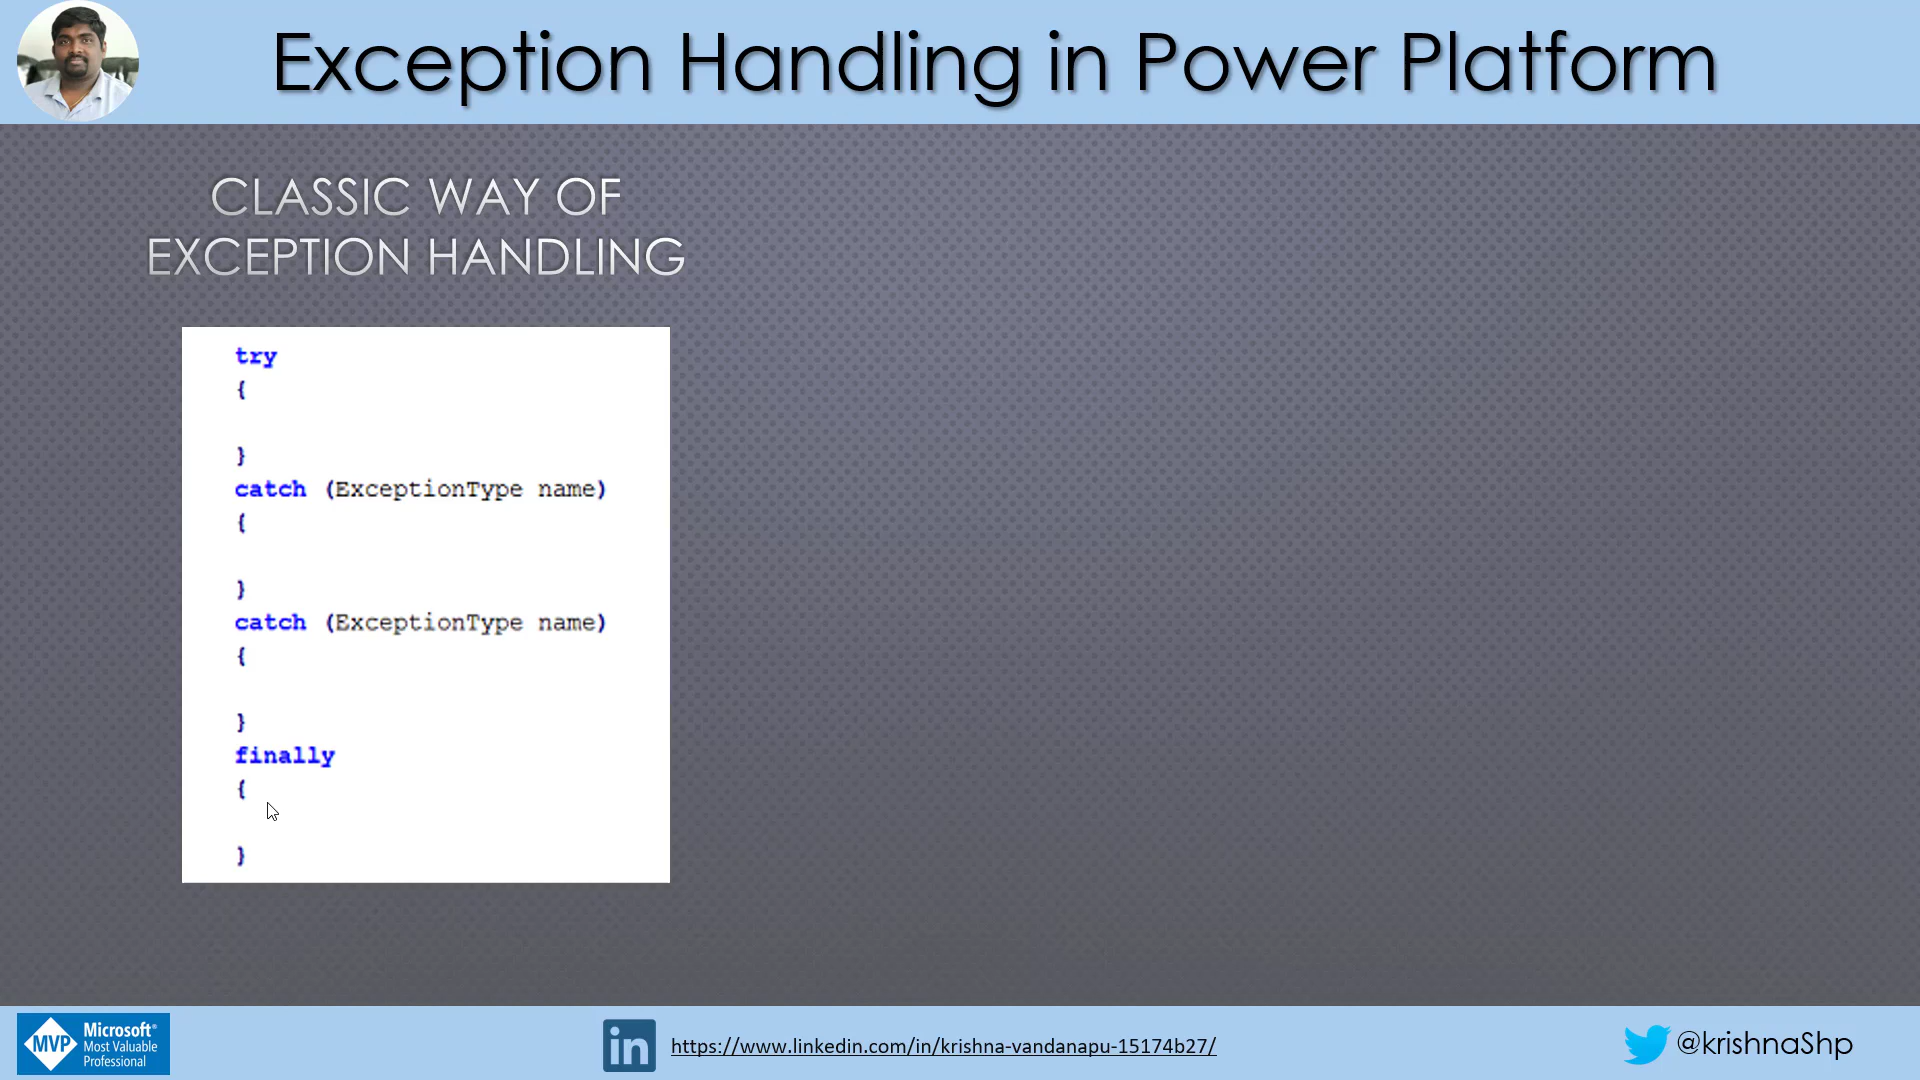 Exception Handling in Power Platform
CLASSIC WAY OF
EXCEPTION HANDLING
try
{
}
catch (ExceptionType name)
{
}
catch (ExceptionType name)
{
}
finally
{
}
MVP
Microsoft®
Most Valuable
Professional
in
https://www.linkedin.com/in/krishna-vandanapu-15174b27/
@krishnaShp